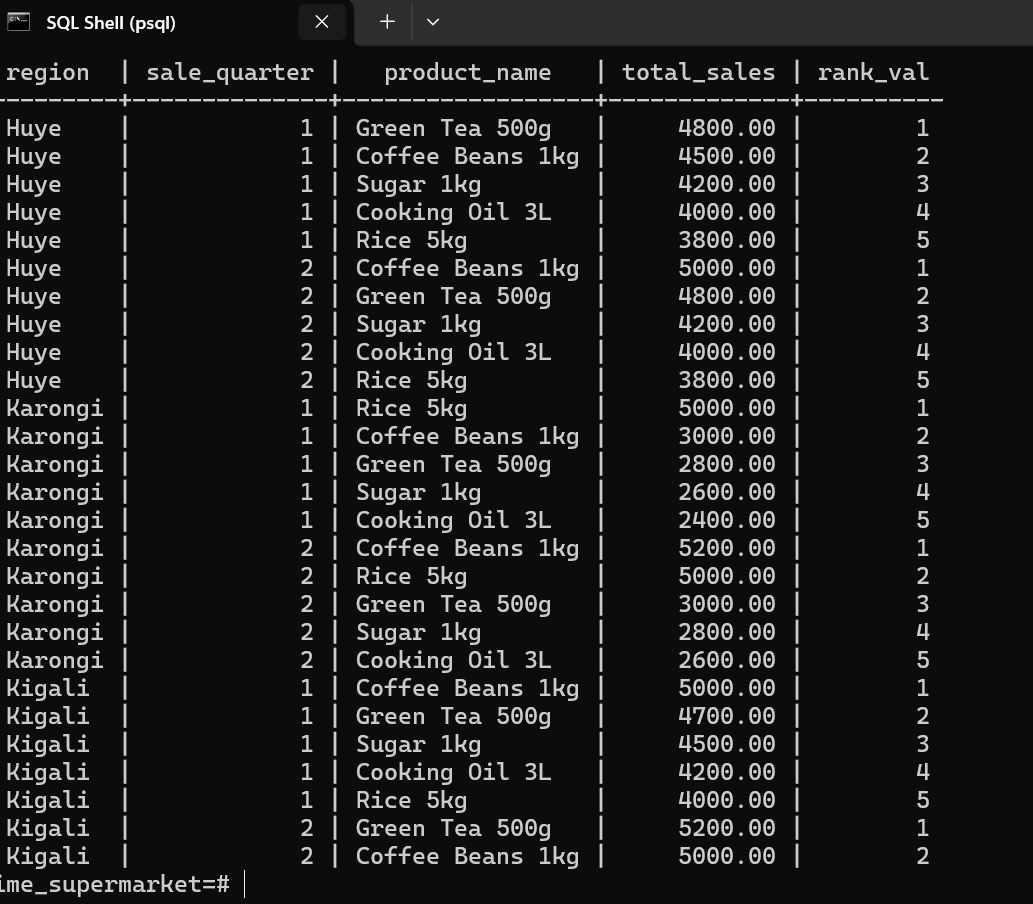 SQL Shell (psql)
region | sale_quarter | product_name | total_sales | rank_val
--------+--------------+------------------+-------------+----------
Huye | 1 | Green Tea 500g | 4800.00 | 1
Huye | 1 | Coffee Beans 1kg | 4500.00 | 2
Huye | 1 | Sugar 1kg | 4200.00 | 3
Huye | 1 | Cooking Oil 3L | 4000.00 | 4
Huye | 1 | Rice 5kg | 3800.00 | 5
Huye | 2 | Coffee Beans 1kg | 5000.00 | 1
Huye | 2 | Green Tea 500g | 4800.00 | 2
Huye | 2 | Sugar 1kg | 4200.00 | 3
Huye | 2 | Cooking Oil 3L | 4000.00 | 4
Huye | 2 | Rice 5kg | 3800.00 | 5
Karongi | 1 | Rice 5kg | 5000.00 | 1
Karongi | 1 | Coffee Beans 1kg | 3000.00 | 2
Karongi | 1 | Green Tea 500g | 2800.00 | 3
Karongi | 1 | Sugar 1kg | 2600.00 | 4
Karongi | 1 | Cooking Oil 3L | 2400.00 | 5
Karongi | 2 | Coffee Beans 1kg | 5200.00 | 1
Karongi | 2 | Rice 5kg | 5000.00 | 2
Karongi | 2 | Green Tea 500g | 3000.00 | 3
Karongi | 2 | Sugar 1kg | 2800.00 | 4
Karongi | 2 | Cooking Oil 3L | 2600.00 | 5
Kigali | 1 | Coffee Beans 1kg | 5000.00 | 1
Kigali | 1 | Green Tea 500g | 4700.00 | 2
Kigali | 1 | Sugar 1kg | 4500.00 | 3
Kigali | 1 | Cooking Oil 3L | 4200.00 | 4
Kigali | 1 | Rice 5kg | 4000.00 | 5
Kigali | 2 | Green Tea 500g | 5200.00 | 1
Kigali | 2 | Coffee Beans 1kg | 5000.00 | 2
ime_supermarket=#